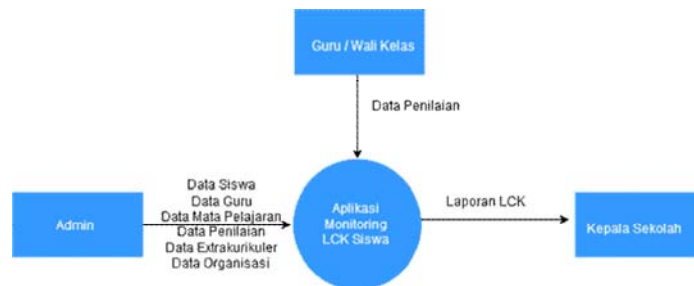 Guru / Wali Kelas
Data Penilaian
Data Siswa
Data Guru
Data Mata Pelajaran
Data Penilaian
Data Extrakurikuler
Data Organisasi
Admin
Aplikasi
Monitoring
LCK Siswa
Laporan LCK
Kepala Sekolah